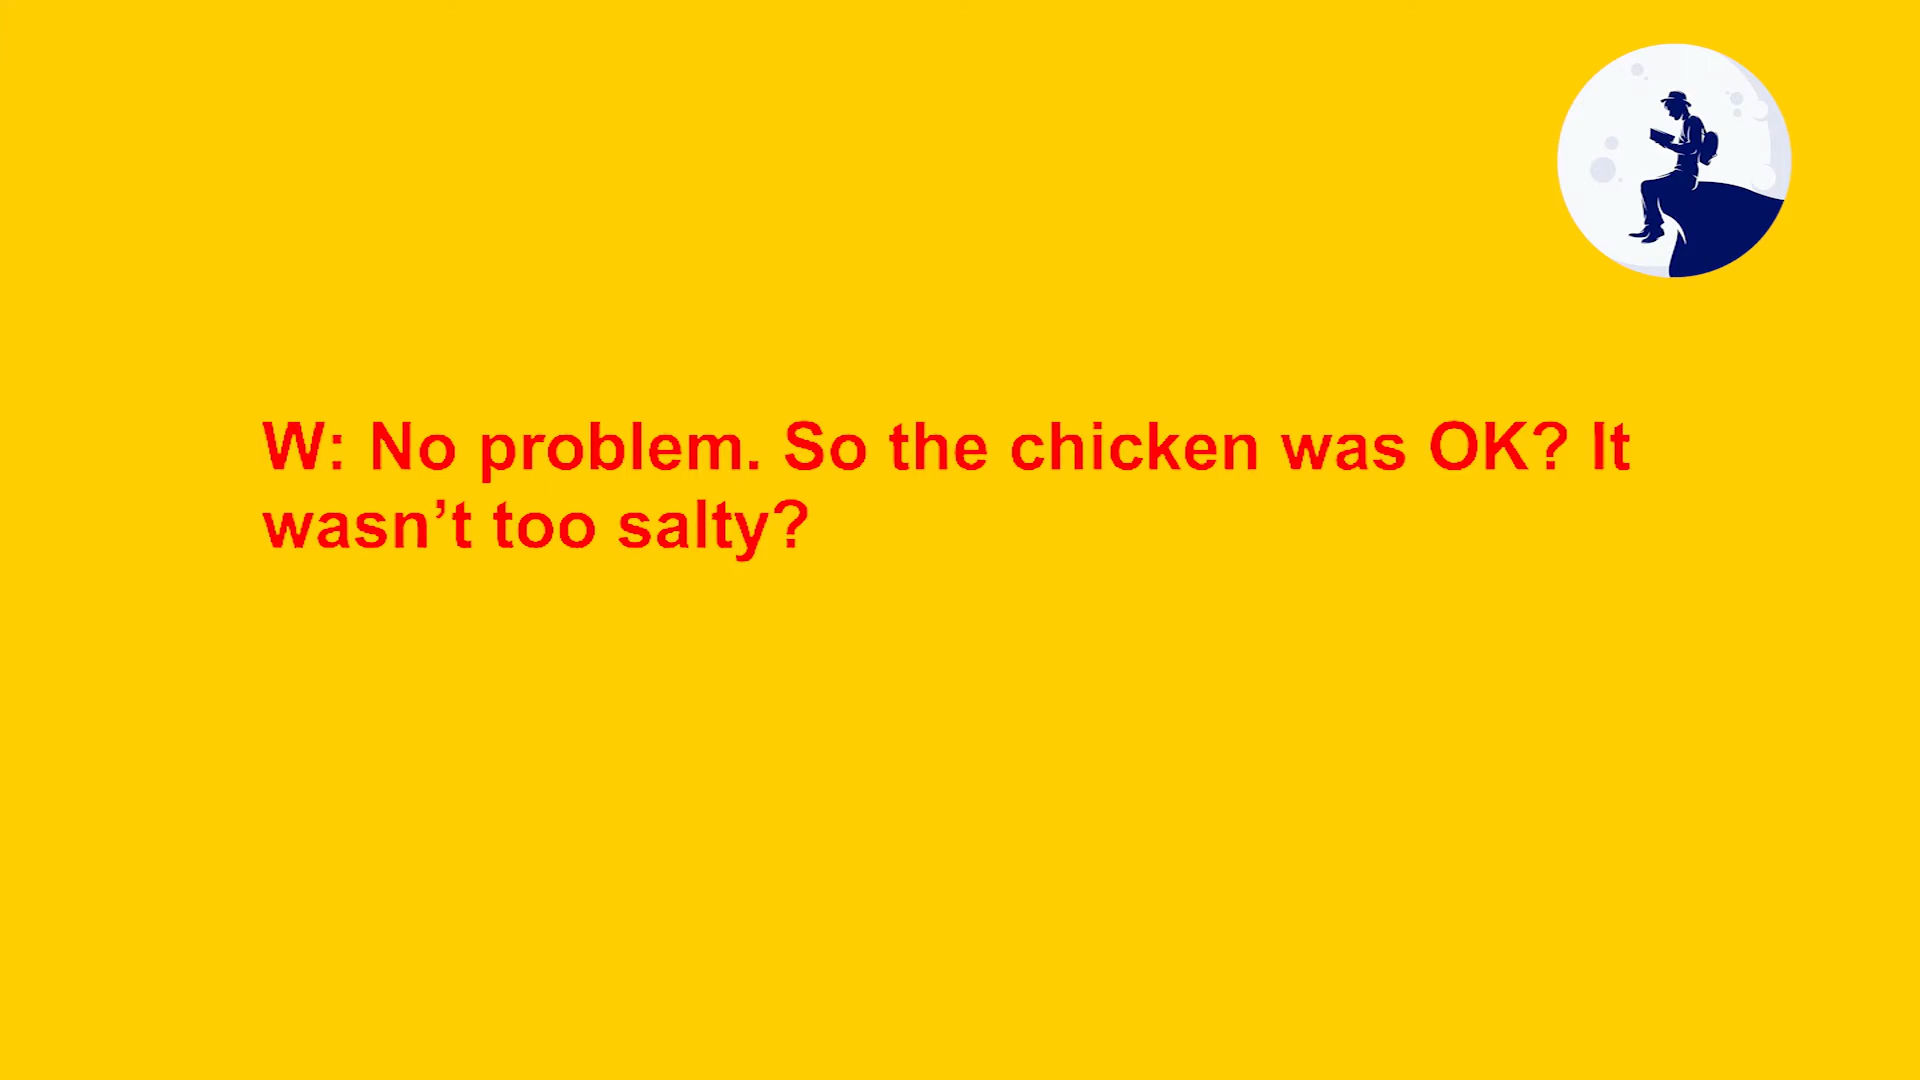 W: No problem. So the chicken was OK? It
wasn’t too salty?